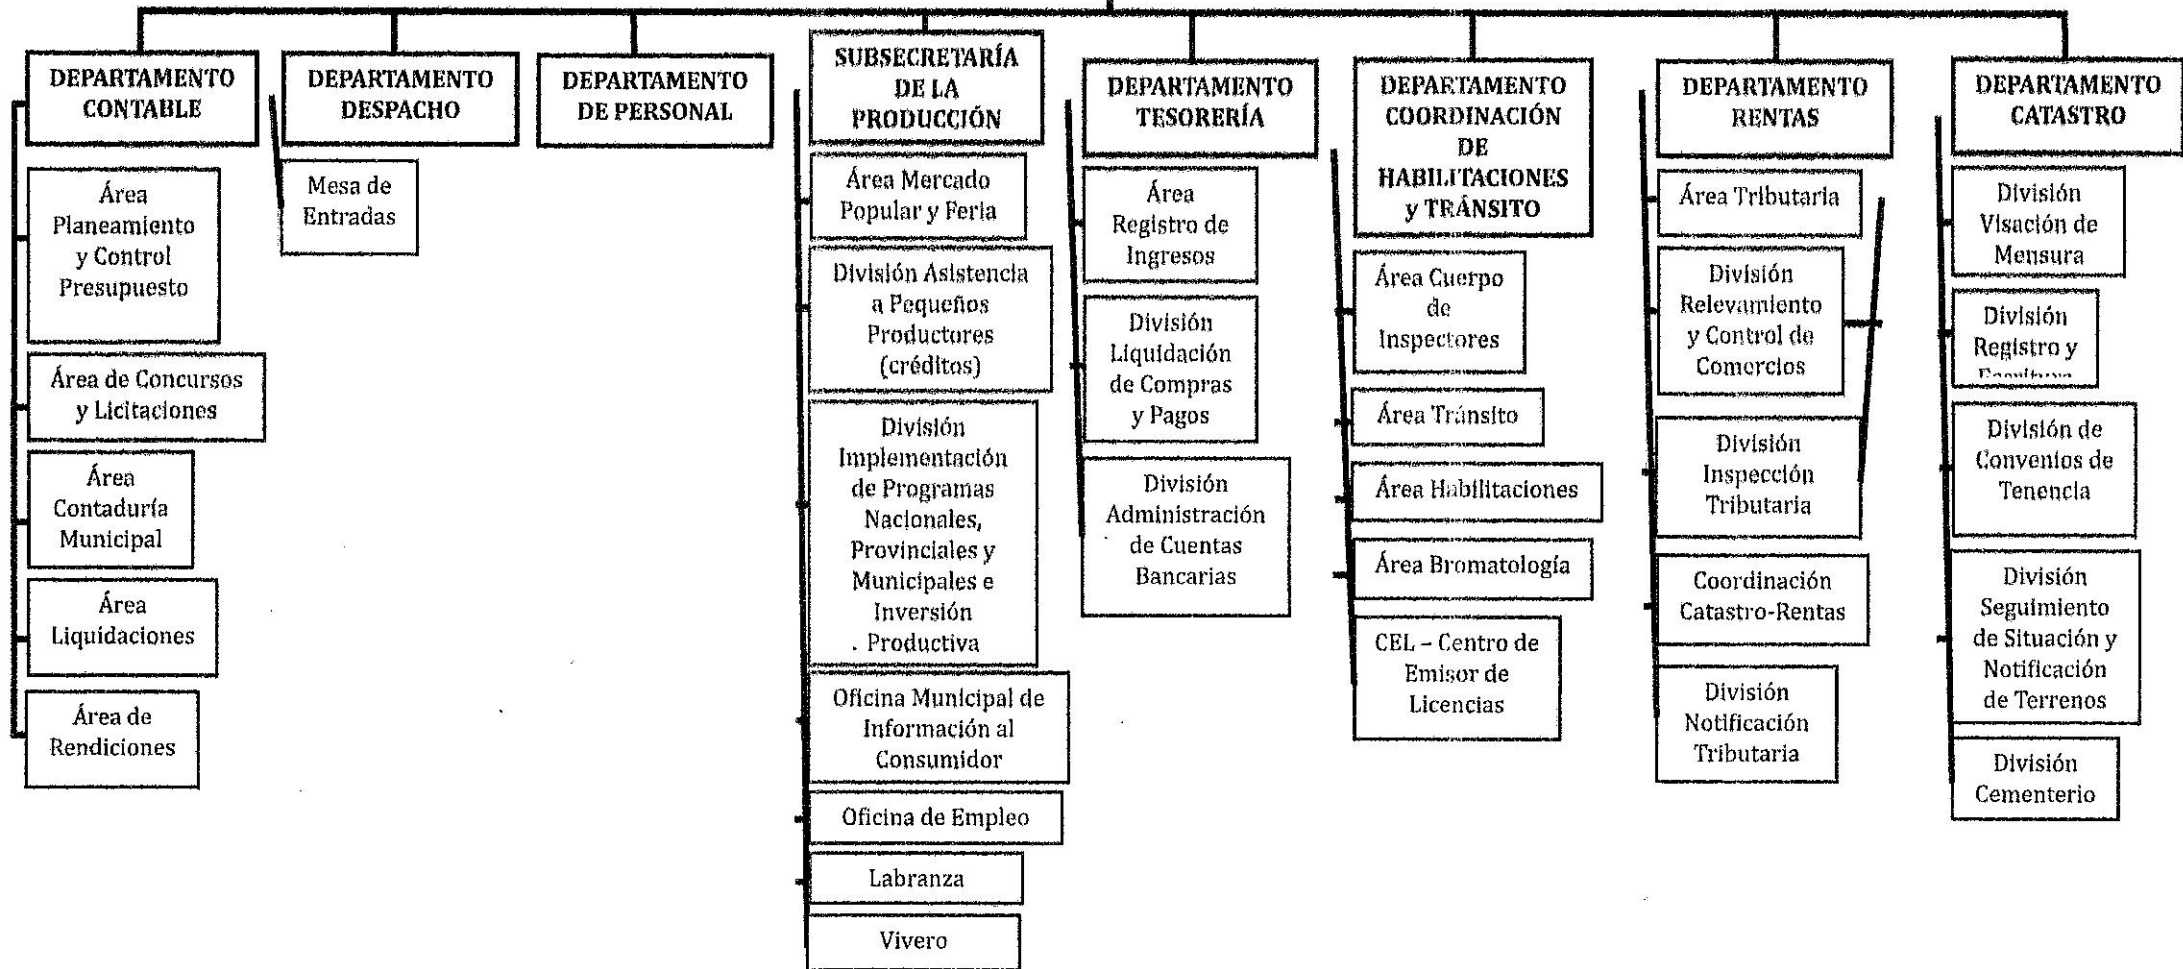 DEPARTAMENTO
CONTABLE
Área
Planeamiento
y Control
Presupuesto
Área de Concursos
y Licitaciones
Área
Contaduría
Municipal
Área
Liquidaciones
Área de
Rendiciones
DEPARTAMENTO
DESPACHO
Mesa de
Entradas
DEPARTAMENTO
DE PERSONAL
SUBSECRETARÍA
DE LA
PRODUCCIÓN
Área Mercado
Popular y Feria
División Asistencia
a Pequeños
Productores
(créditos)
División
Implementación
de Programas
Nacionales,
Provinciales y
Municipales e
Inversión
Productiva
Oficina Municipal de
Información al
Consumidor
Oficina de Empleo
Labranza
Vivero
DEPARTAMENTO
TESORERÍA
Área
Registro de
Ingresos
División
Liquidación
de Compras
y Pagos
División
Administración
de Cuentas
Bancarias
DEPARTAMENTO
COORDINACIÓN
DE
HABILITACIONES
y TRÁNSITO
Área Cuerpo
de
Inspectores
Área Tránsito
Área Habilitaciones
Área Bromatología
CEL – Centro de
Emisor de
Licencias
DEPARTAMENTO
RENTAS
Área Tributaria
División
Relevamiento
y Control de
Comercios
División
Inspección
Tributaria
Coordinación
Catastro-Rentas
División
Notificación
Tributaria
DEPARTAMENTO
CATASTRO
División
Visación de
Mensura
División
Registro y
División de
Convenios de
Tenencia
División
Seguimiento
de Situación y
Notificación
de Terrenos
División
Cementerio